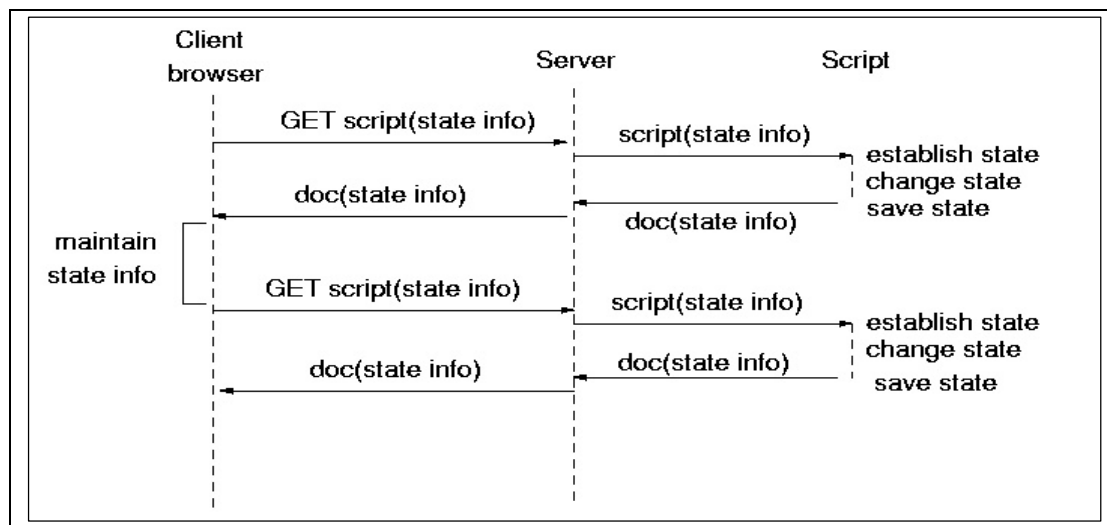 Client
browser
Server
Script
GET script(state info)
script(state info)
establish state
change state
save state
doc(state info)
doc(state info)
maintain
state info
GET script(state info)
script(state info)
establish state
change state
save state
doc(state info)
doc(state info)